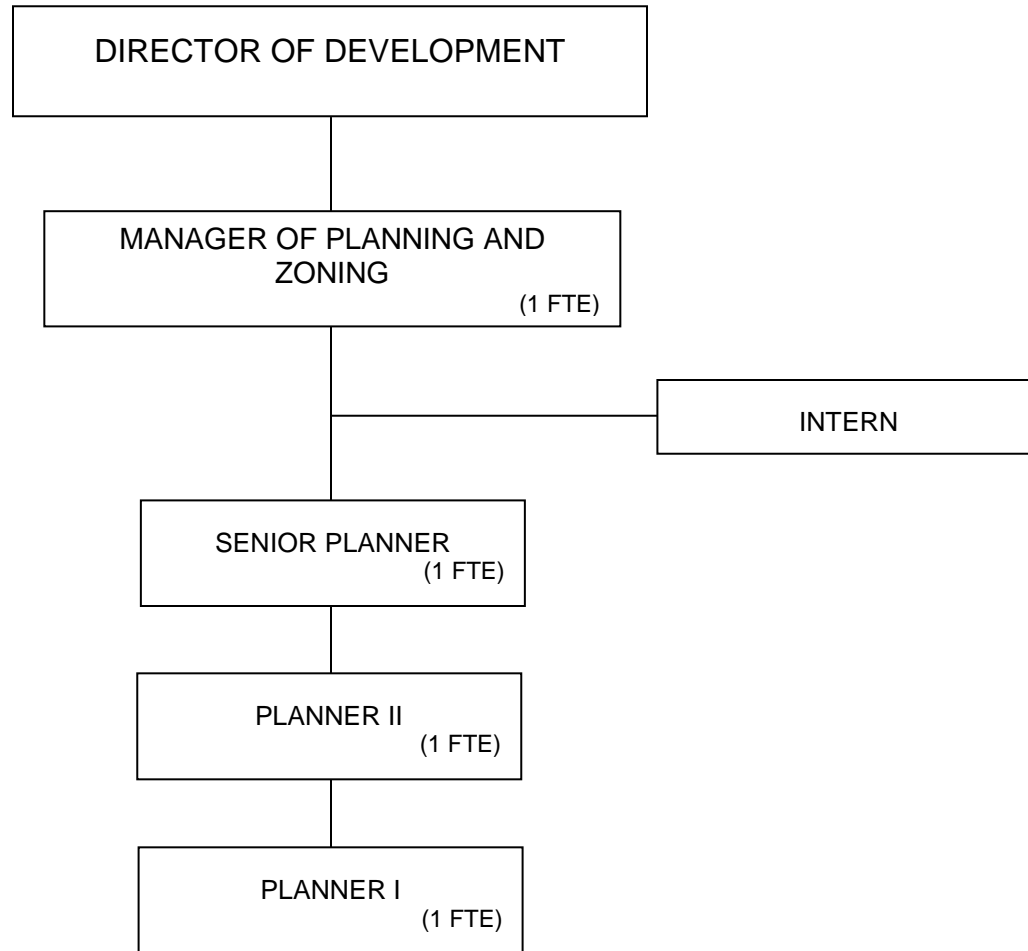 DIRECTOR OF DEVELOPMENT
MANAGER OF PLANNING AND
ZONING
(1 FTE)
INTERN
SENIOR PLANNER
(1 FTE)
PLANNER II
(1 FTE)
PLANNER I
(1 FTE)